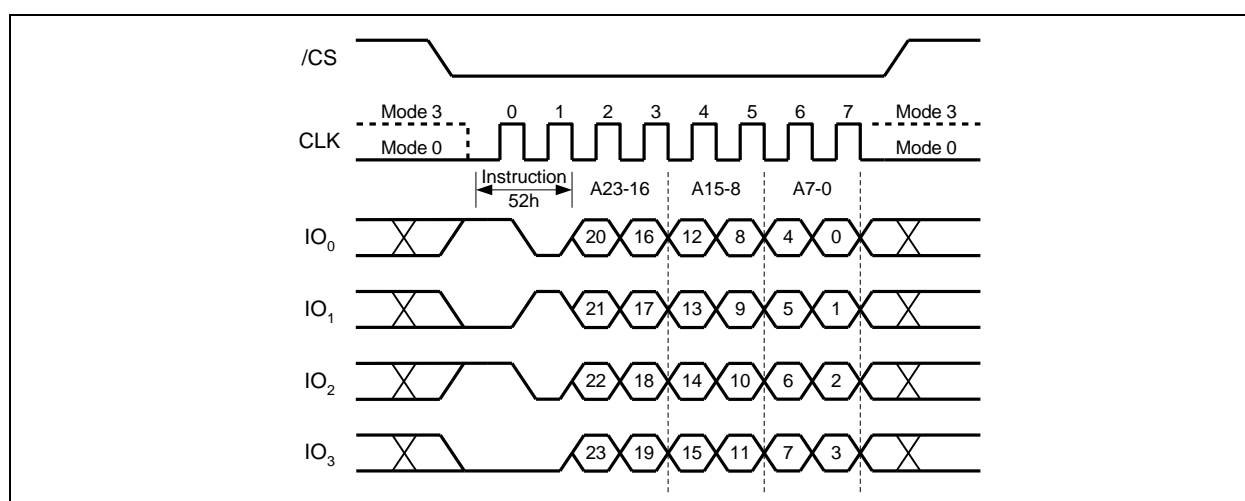 /CS
Mode 3 0 1 2 3 4 5 6 7 Mode 3
CLK
Mode 0 Mode 0
Instruction A23-16 A15-8 A7-0
52h
IO0 20 16 12 8 4 0
IO1 21 17 13 9 5 1
IO2 22 18 14 10 6 2
IO3 23 19 15 11 7 3